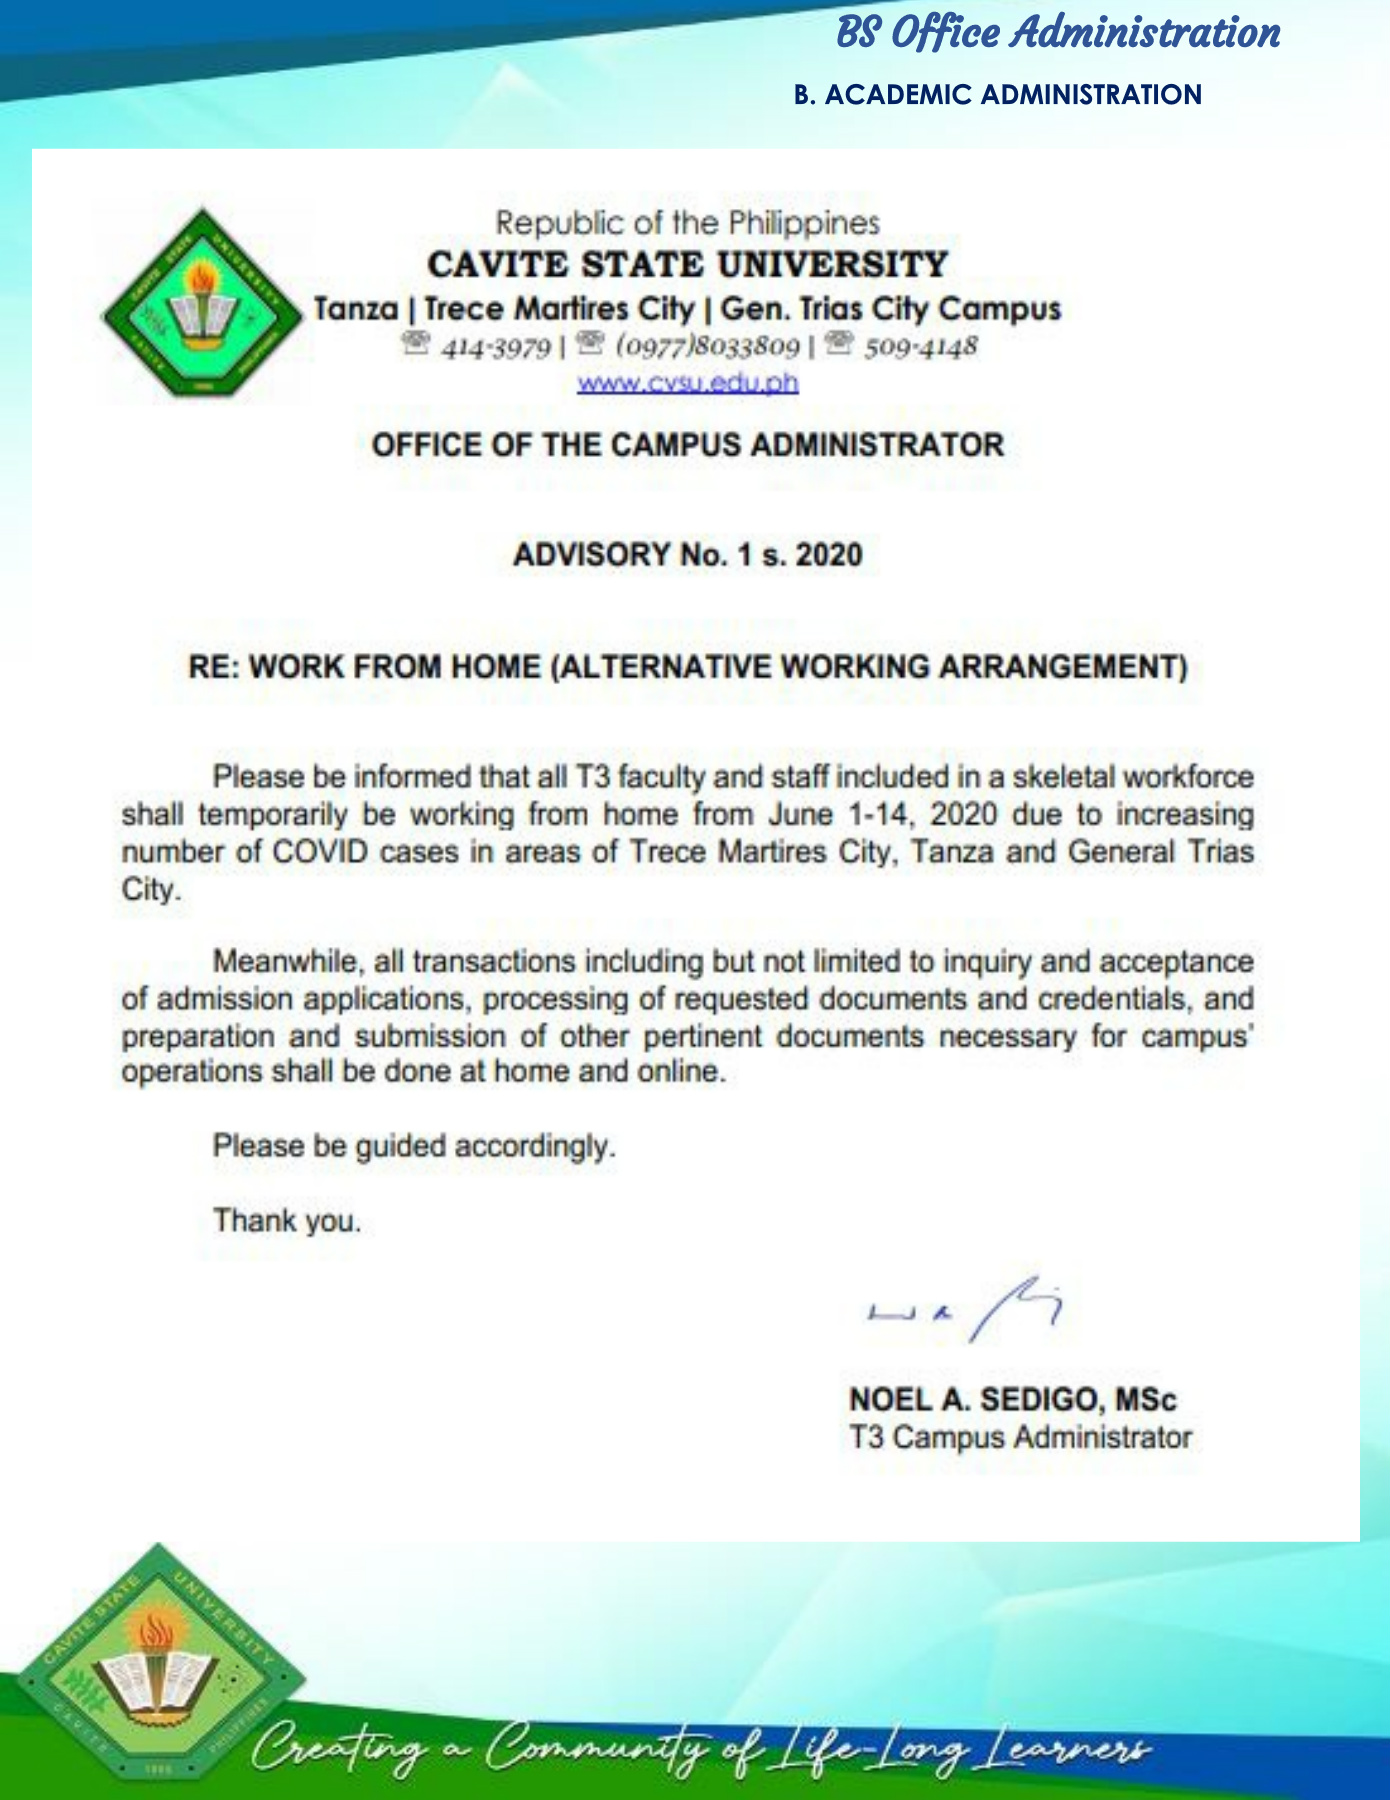 BS Office Administration
B. ACADEMIC ADMINISTRATION
Republic of the Philippines
CAVITE STATE UNIVERSITY
Tanza | Trece Martires City | Gen. Trias City Campus
☏ 414-3979 | ☏ (0977)8033809 | ☏ 509-4148
www.cvsu.edu.ph
OFFICE OF THE CAMPUS ADMINISTRATOR
ADVISORY No. 1 s. 2020
RE: WORK FROM HOME (ALTERNATIVE WORKING ARRANGEMENT)
Please be informed that all T3 faculty and staff included in a skeletal workforce
shall temporarily be working from home from June 1-14, 2020 due to increasing
number of COVID cases in areas of Trece Martires City, Tanza and General Trias
City.
Meanwhile, all transactions including but not limited to inquiry and acceptance
of admission applications, processing of requested documents and credentials, and
preparation and submission of other pertinent documents necessary for campus'
operations shall be done at home and online.
Please be guided accordingly.
Thank you.
NOEL A. SEDIGO, MSc
T3 Campus Administrator
CAVITE STATE UNIVERSITY
CAVITE 1906 PHILIPPINES
Creating a Community of Life-Long Learners